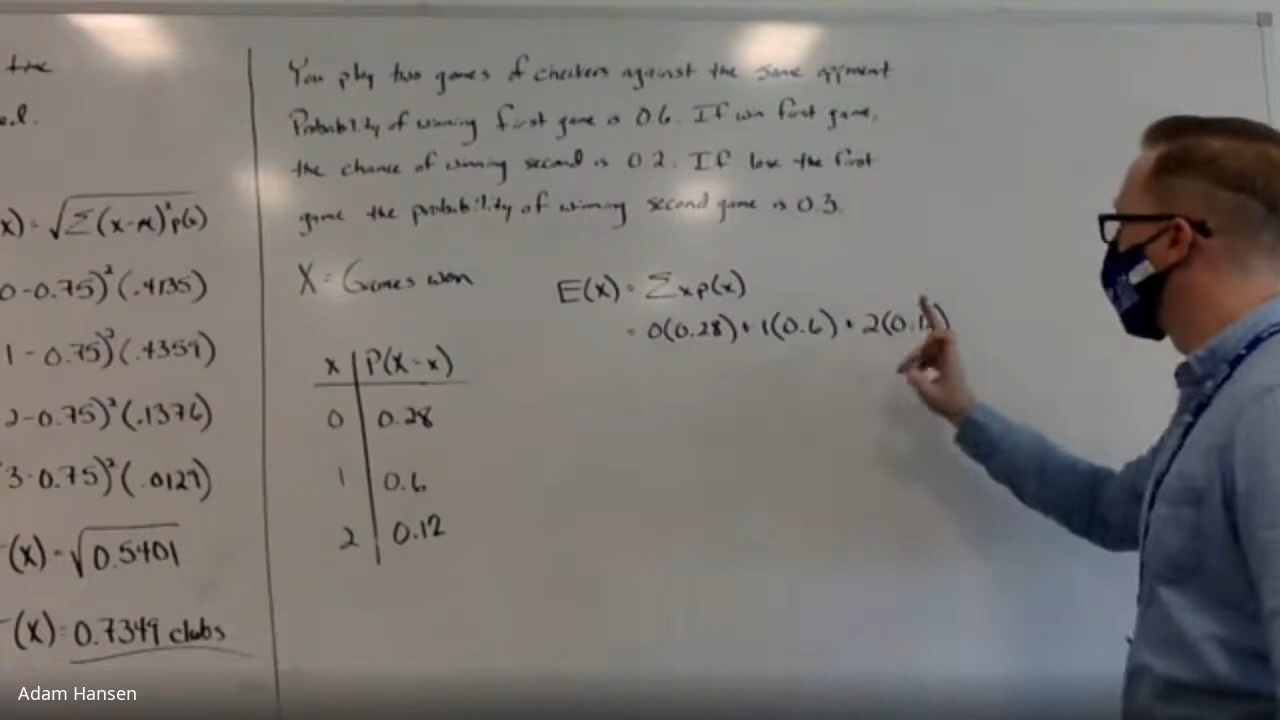 time
ed.
x) = √Σ(x-μ)²p(x)
0-0.75)²(.4135)
1-0.75)²(.4359)
2-0.75)²(.1376)
3-0.75)²(.0129)
(x) = √0.5401
(x) = 0.7349 clubs
You play two games of checkers against the same opponent
Probability of winning first game is 0.6. If win first game,
the chance of winning second is 0.2. If lose the first
game the probability of winning second game is 0.3.
X = Games won
x P(X=x)
0 0.28
1 0.6
2 0.12
E(x) = Σxp(x)
= 0(0.28) + 1(0.6) + 2(0.12)
Adam Hansen